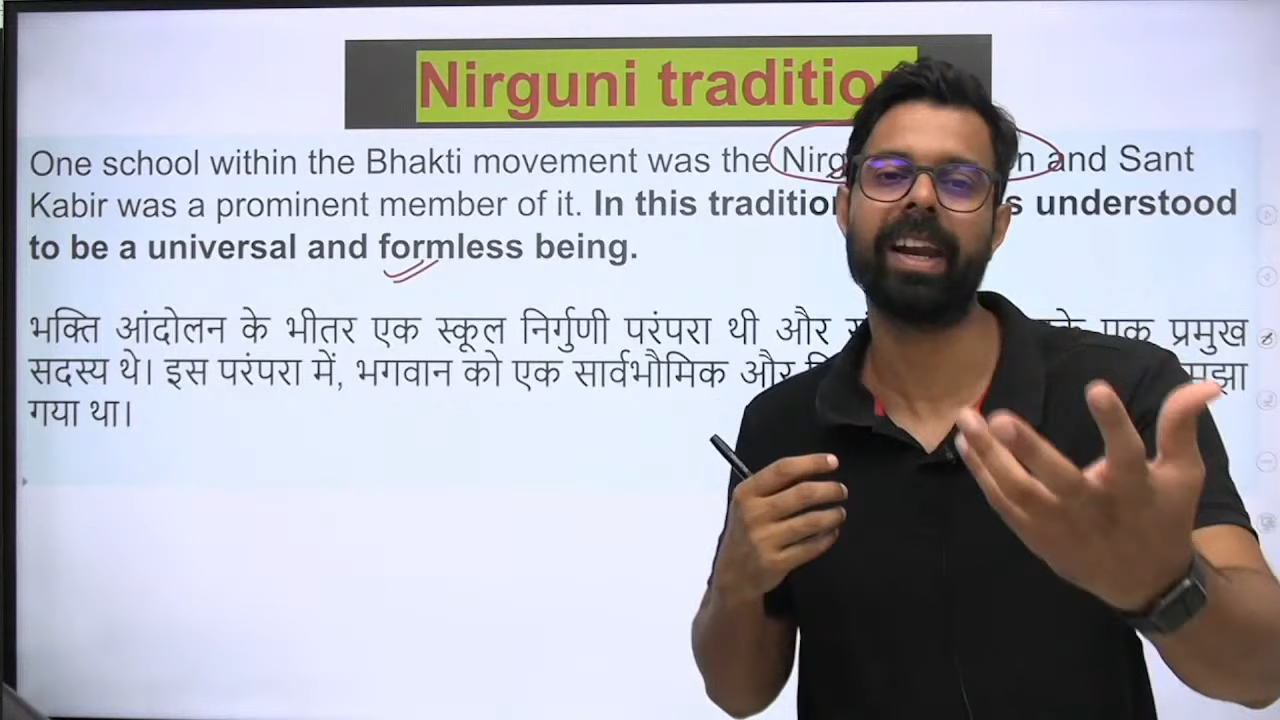 Nirguni tradition
One school within the Bhakti movement was the and Sant
Kabir was a prominent member of it. In this tradition understood
to be a universal and formless being.
भक्ति आंदोलन के भीतर एक स्कूल निर्गुणी परंपरा थी और एक प्रमुख
सदस्य थे। इस परंपरा में, भगवान को एक सार्वभौमिक और
गया था।